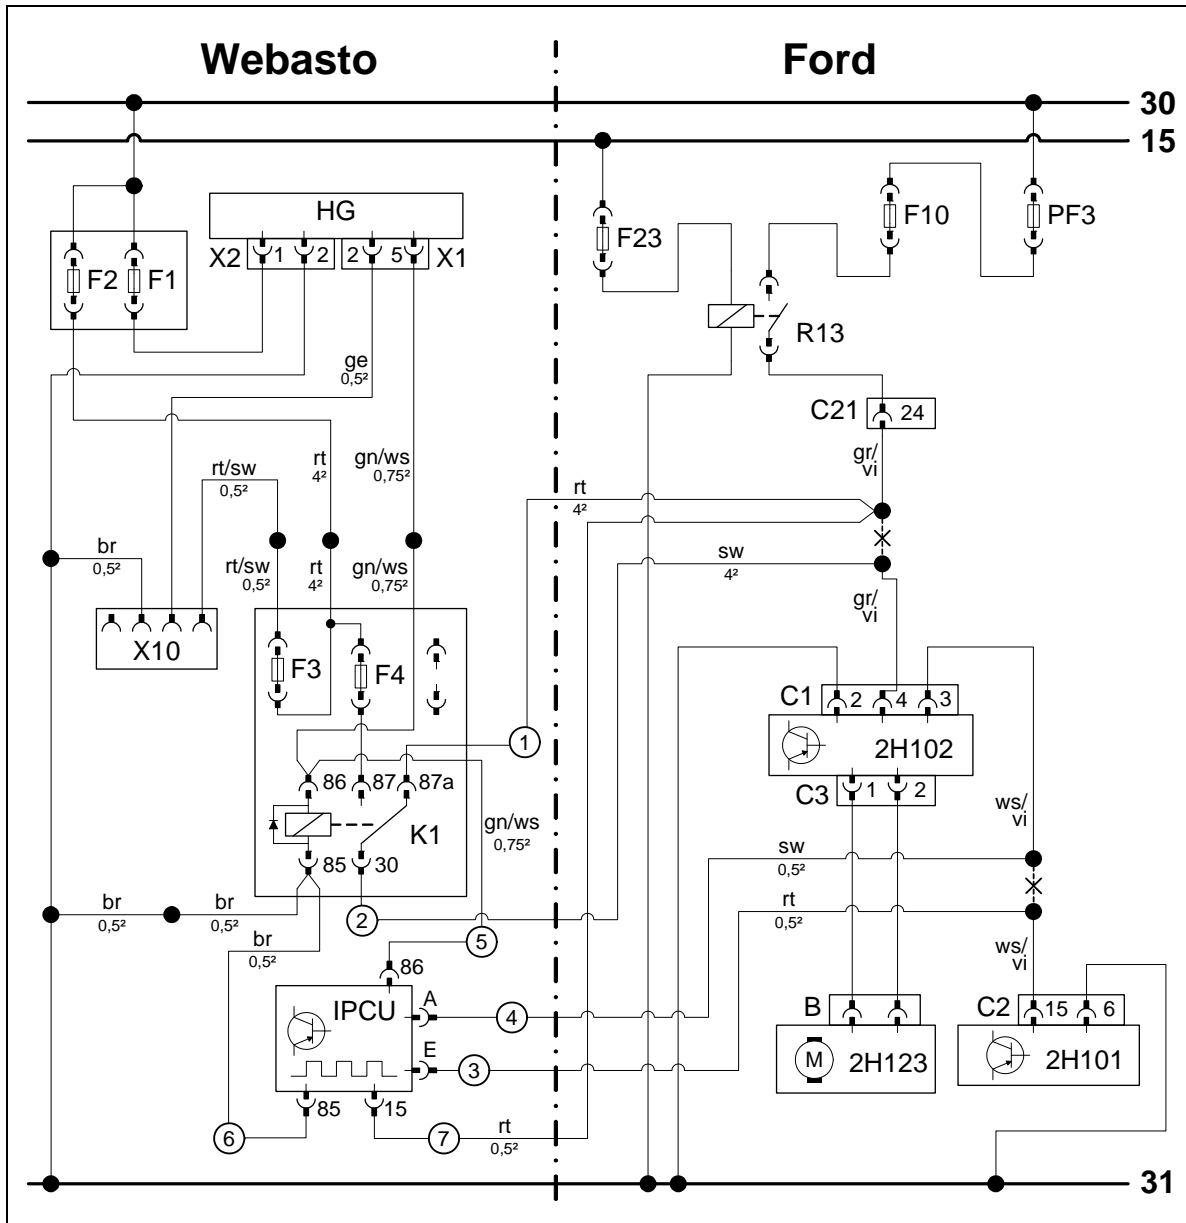 Webasto Ford
30
15
HG
F23 F10 PF3
X2 1 2 2 5 X1
F2 F1
R13
ge
0,5²
C21 24
rt/sw
0,5²
rt
4²
gn/ws
0,75²
gr/
vi
rt
4²
br
0,5²
rt/sw
0,5²
rt
4²
gn/ws
0,75²
sw
4²
gr/
vi
X10
F3 F4
C1 2 4 3
1
2H102
86 87 87a
C3 1 2
K1
gn/ws
0,75²
ws/
vi
85 30
sw
0,5²
br
0,5²
br
0,5²
2
rt
0,5²
br
0,5²
5
ws/
vi
86
IPCU A
4
B
C2 15 6
E
3
M 2H123
2H101
85 15
6
7
rt
0,5²
31